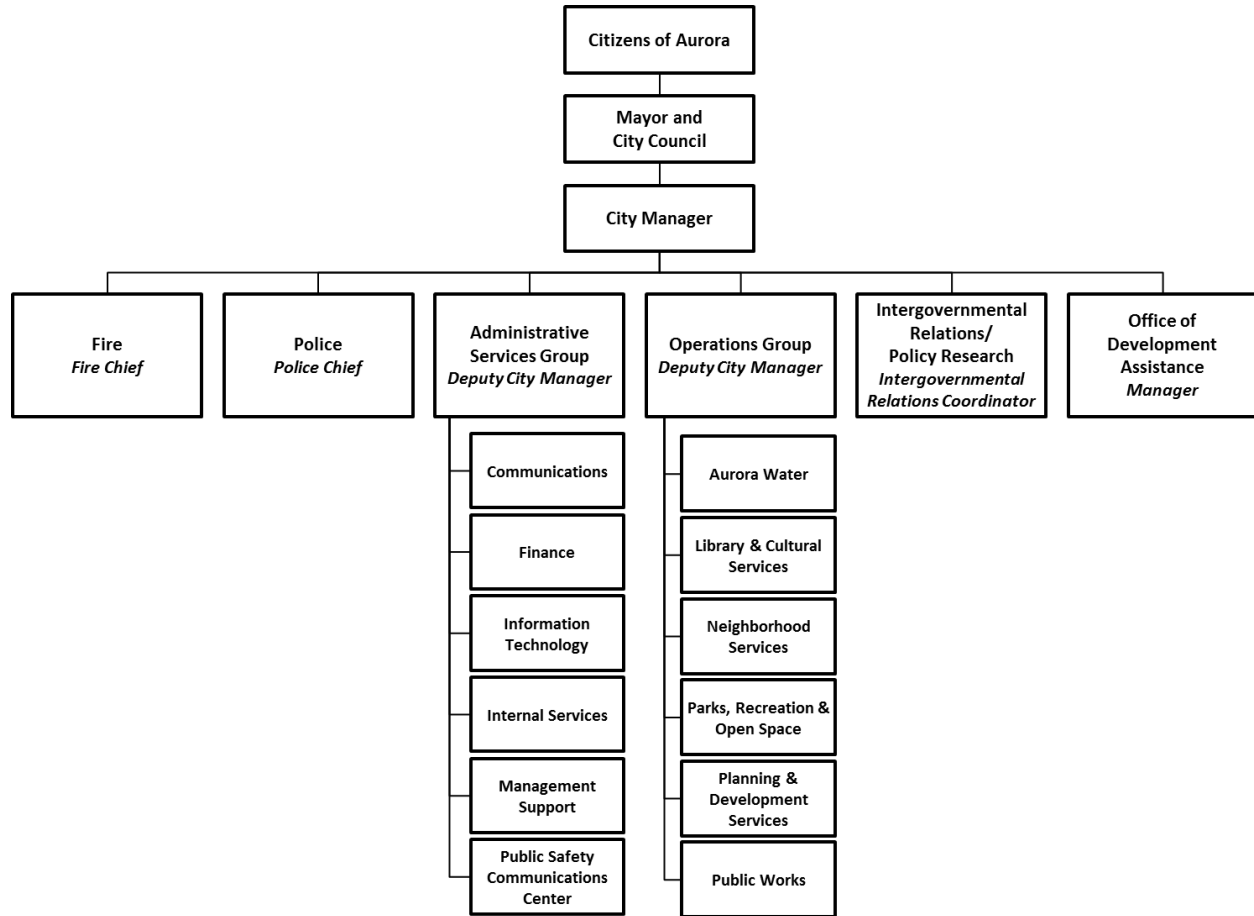 Citizens of Aurora
Mayor and
City Council
City Manager
Fire
Fire Chief
Police
Police Chief
Administrative
Services Group
Deputy City Manager
Operations Group
Deputy City Manager
Intergovernmental
Relations/
Policy Research
Intergovernmental
Relations Coordinator
Office of
Development
Assistance
Manager
Communications
Finance
Information
Technology
Internal Services
Management
Support
Public Safety
Communications
Center
Aurora Water
Library & Cultural
Services
Neighborhood
Services
Parks, Recreation &
Open Space
Planning &
Development
Services
Public Works